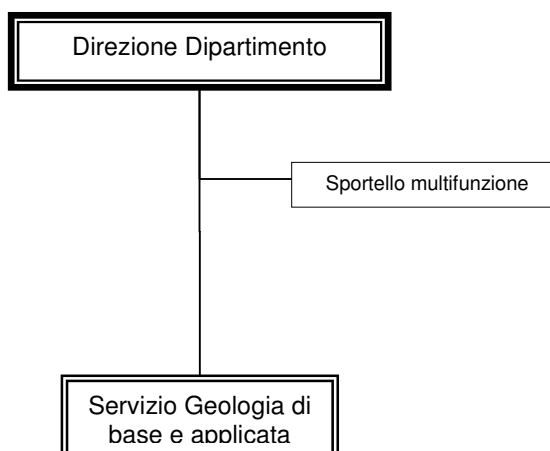 Direzione Dipartimento
Sportello multifunzione
Servizio Geologia di
base e applicata